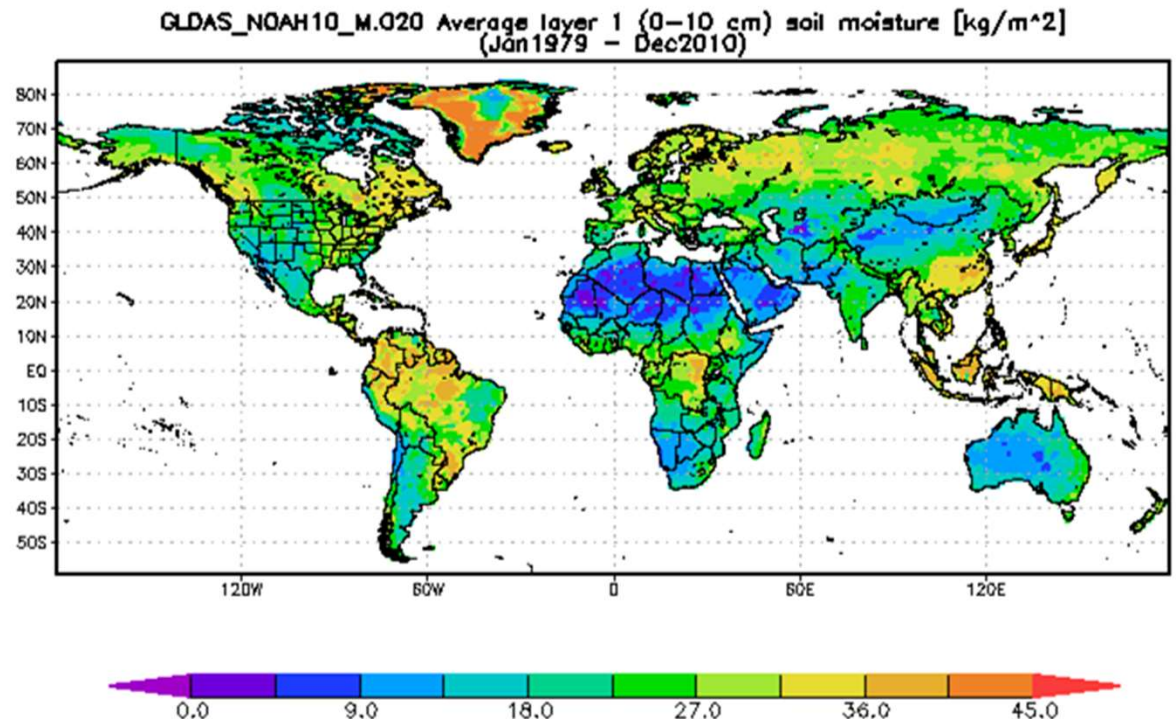 GLDAS_NOAH10_M.020 Average layer 1 (0-10 cm) soil moisture [kg/m^2]
(Jan1979 - Dec2010)
80N
70N
60N
50N
40N
30N
20N
10N
EQ
10S
20S
30S
40S
50S
120W 60W 0 60E 120E
0.0 9.0 18.0 27.0 36.0 45.0